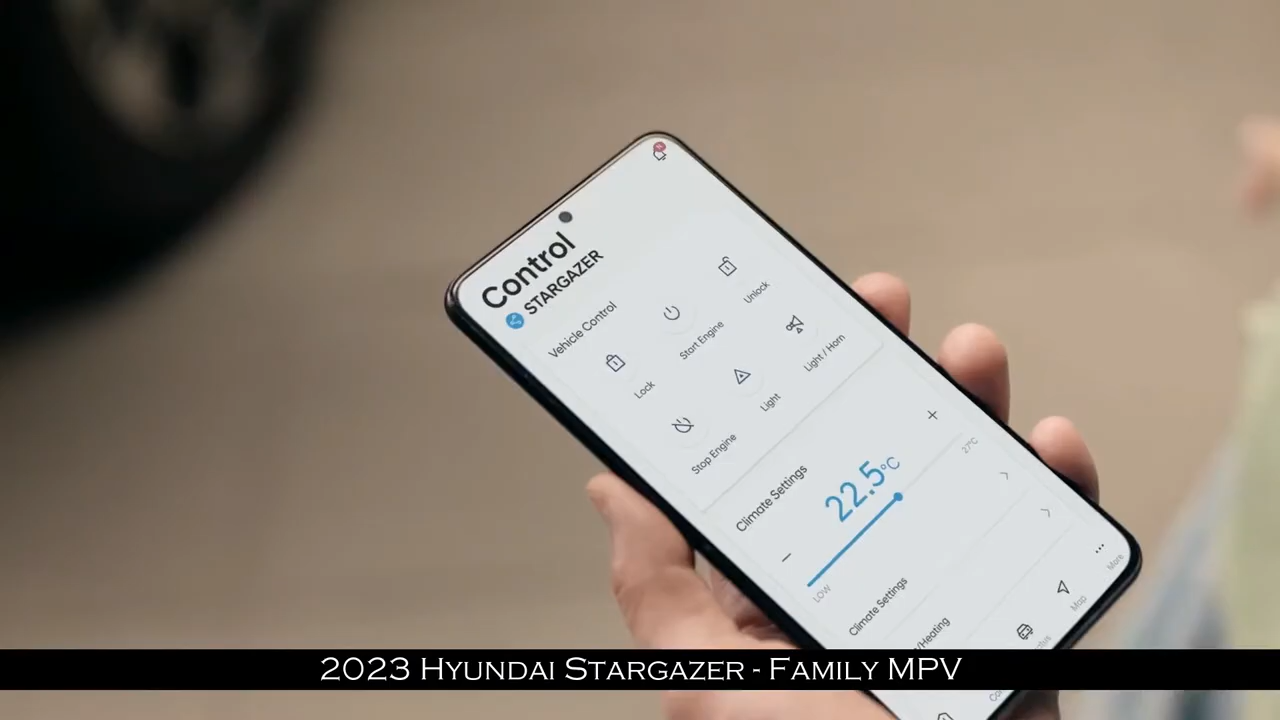 Control
STARGAZER
Vehicle Control
Lock
Start Engine
Unlock
Stop Engine
Light
Light / Horn
Climate Settings
22.5°C
LOW
27°C
Climate Settings
/Heating
Map
More
2023 Hyundai Stargazer - Family MPV